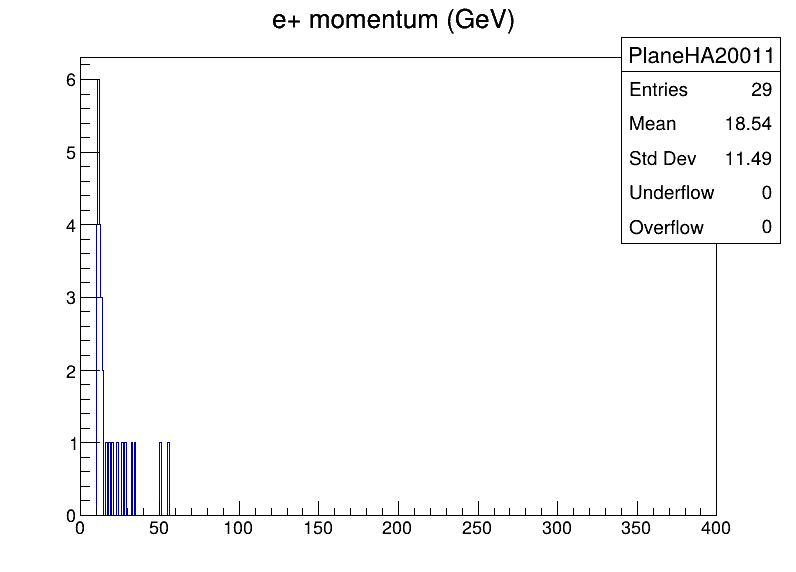 e+ momentum (GeV)
PlaneHA20011
Entries 29
Mean 18.54
Std Dev 11.49
Underflow 0
Overflow 0
6
5
4
3
2
1
0
0 50 100 150 200 250 300 350 400